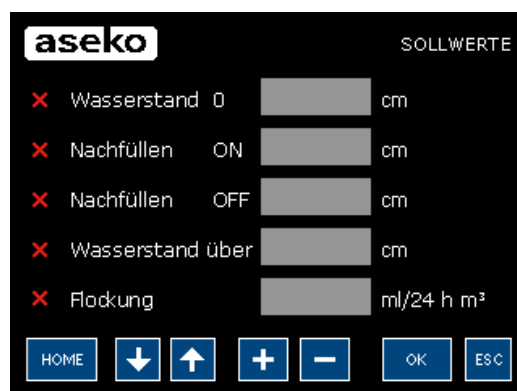 aseko SOLLWERTE
Wasserstand 0 cm
Nachfüllen ON cm
Nachfüllen OFF cm
Wasserstand über cm
Flockung ml/24 h m³
HOME + − OK ESC